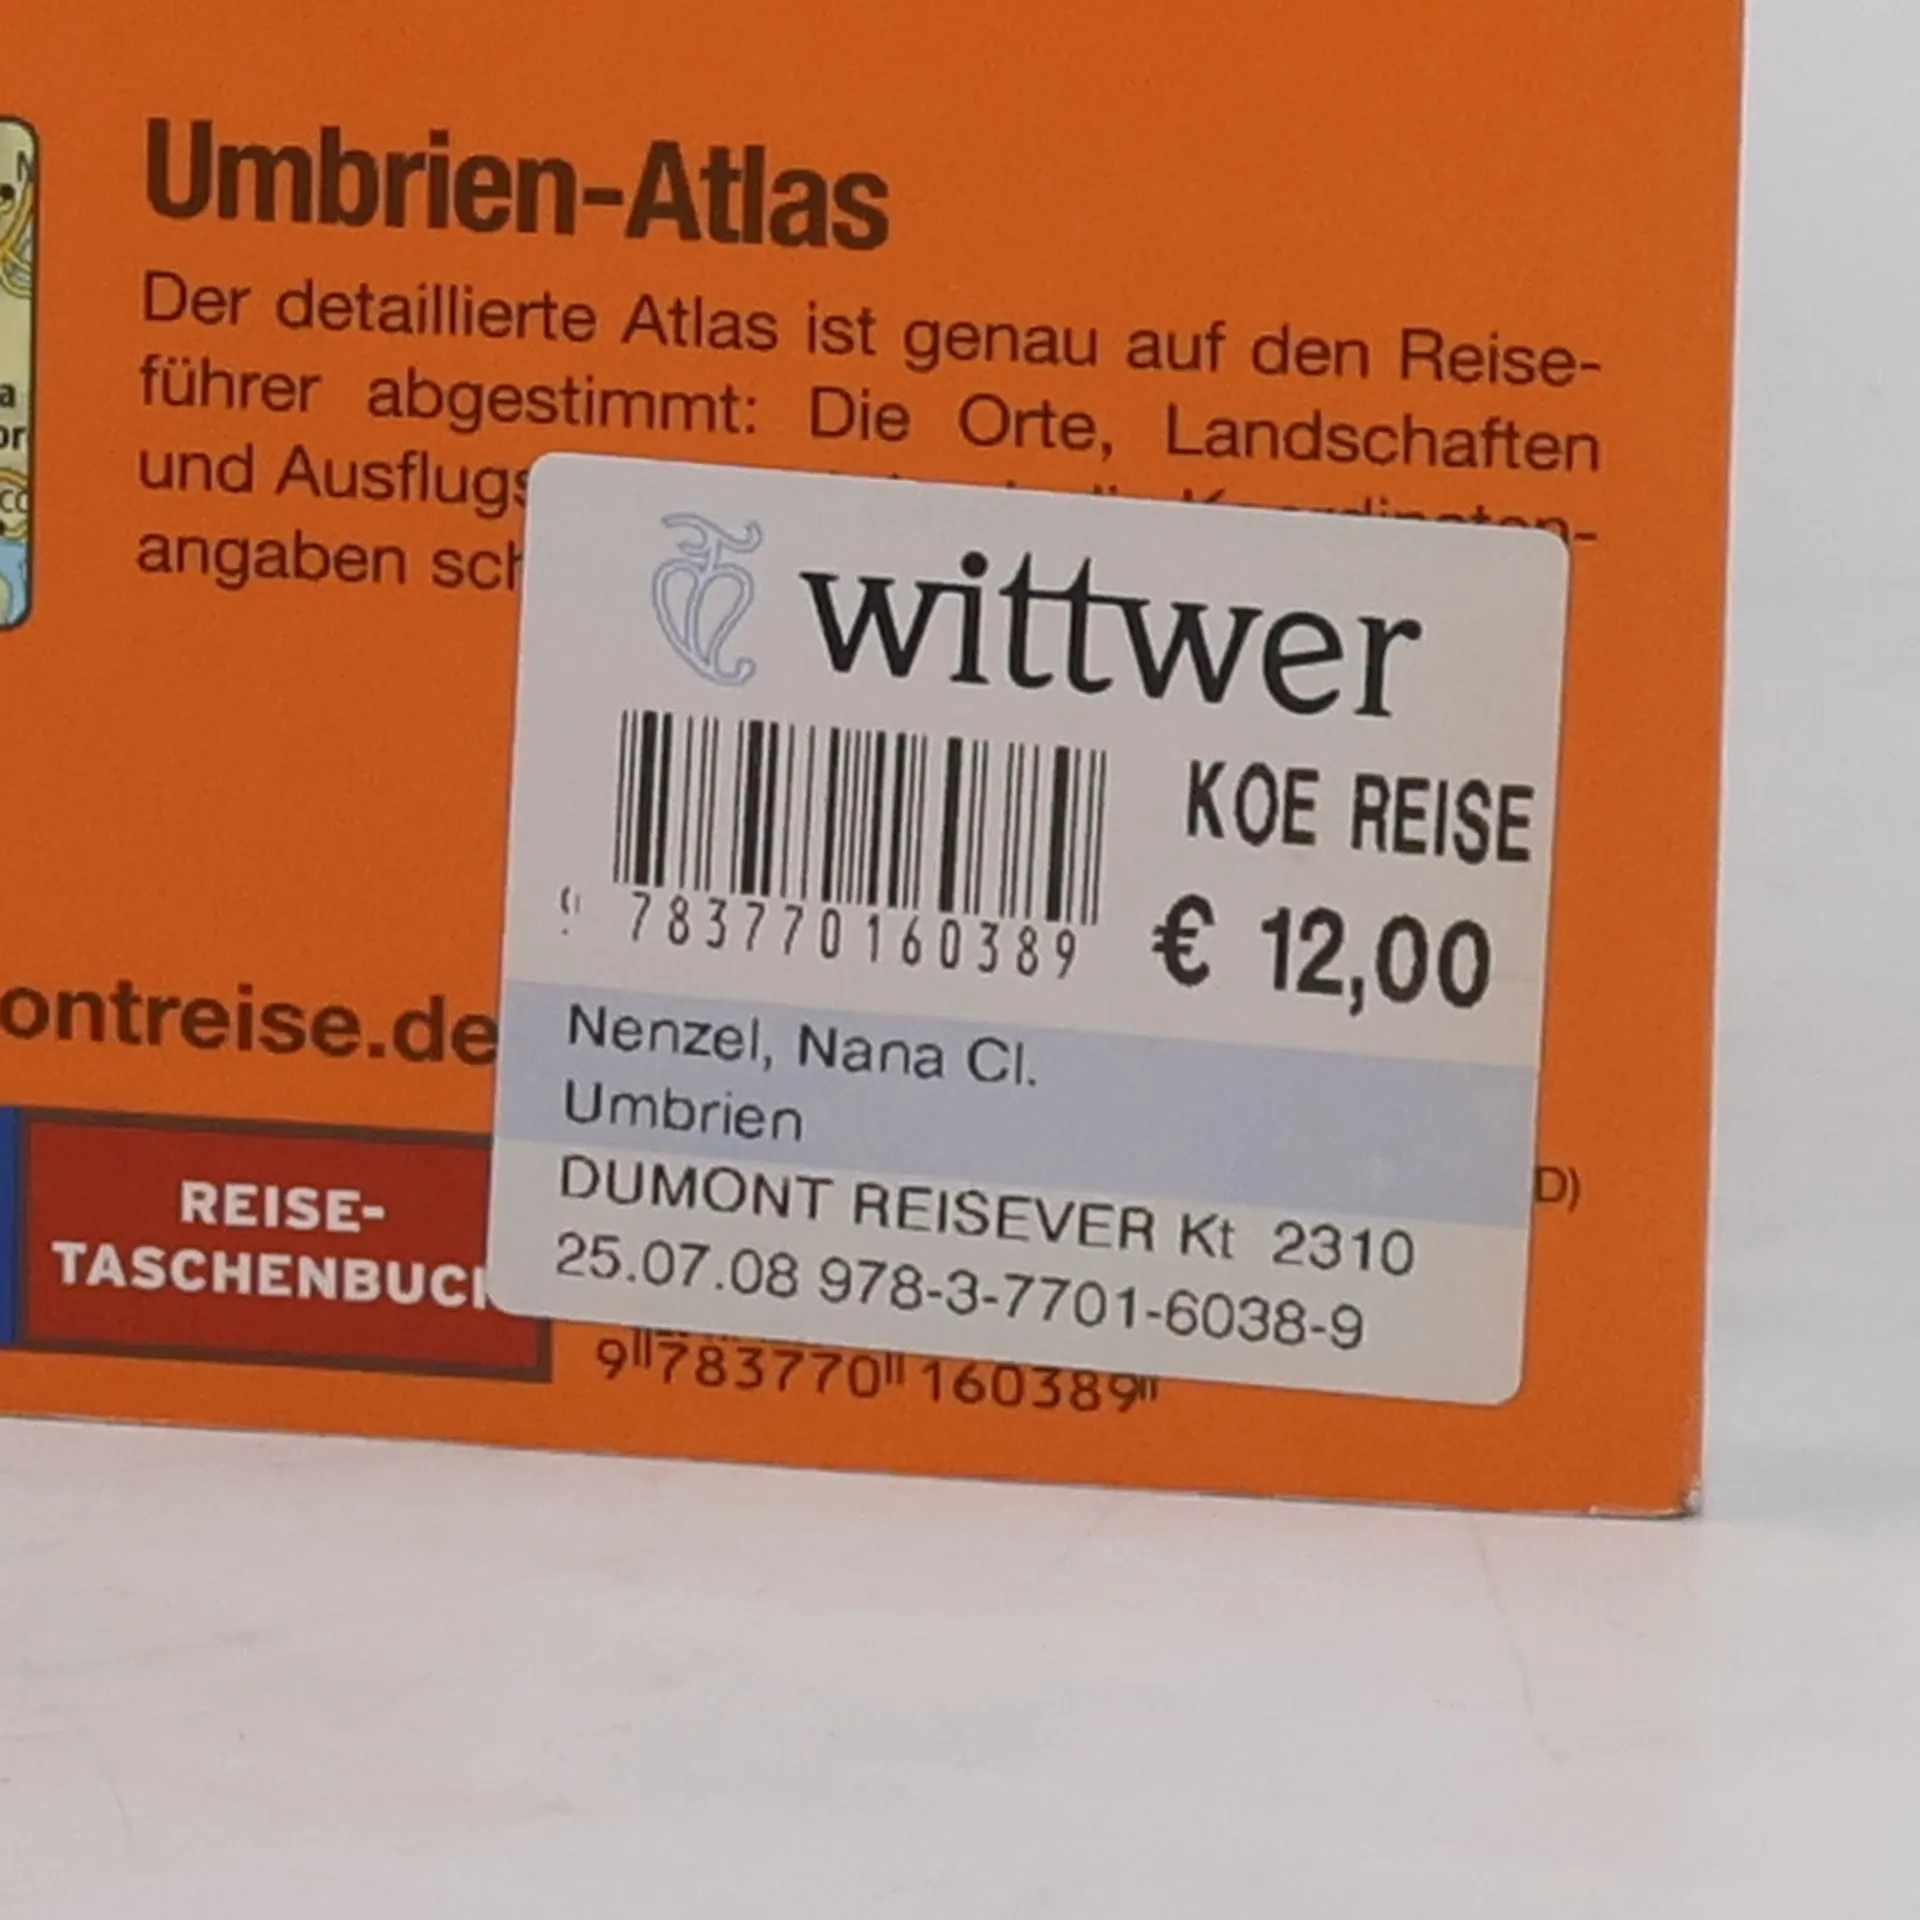 Umbrien-Atlas
Der detaillierte Atlas ist genau auf den Reise-
führer abgestimmt: Die Orte, Landschaften
und Ausflugs
angaben sch
wittwer
KOE REISE
783770160389
€ 12,00
ontreise.de
Nenzel, Nana Cl.
Umbrien
DUMONT REISEVER Kt 2310
25.07.08 978-3-7701-6038-9
D)
REISE-
TASCHENBUCH
9 783770 160389